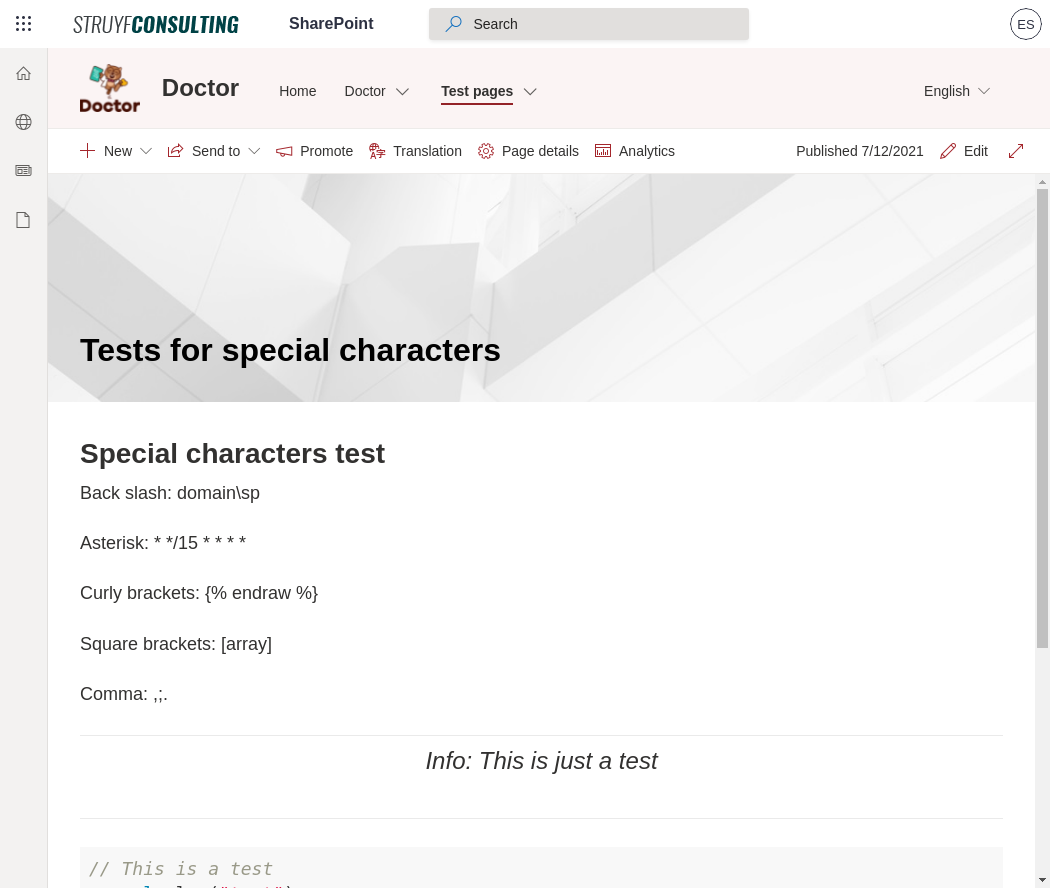 STRUYFCONSULTING SharePoint Search ES
Doctor Doctor Home Doctor Test pages English
New Send to Promote Translation Page details Analytics Published 7/12/2021 Edit
Tests for special characters
Special characters test
Back slash: domain\sp
Asterisk: * */15 * * * *
Curly brackets: {% endraw %}
Square brackets: [array]
Comma: ,;.
Info: This is just a test
// This is a test